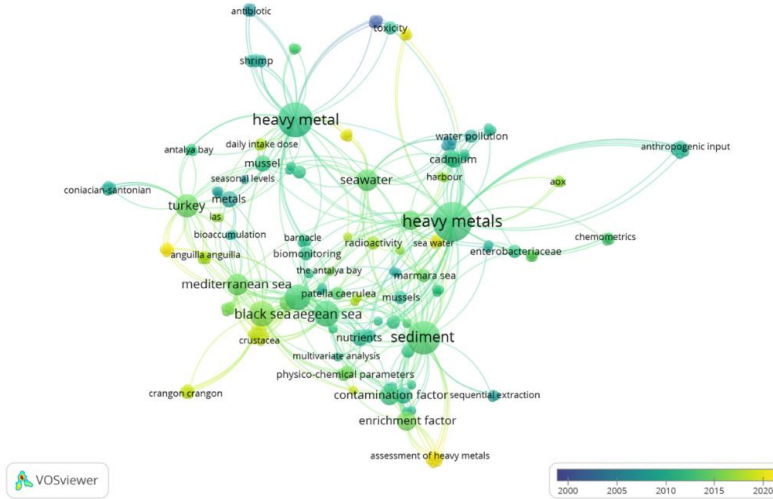 antibiotic
toxicity
shrimp
heavy metal
water pollution
daily intake dose
antalya bay
anthropogenic input
mussel
cadmium
seasonal levels
seawater
harbour
aox
coniacian-santonian
metals
turkey
las
heavy metals
bioaccumulation
barnacle
radioactivity
sea water
chemometrics
anguilla anguilla
biomonitoring
enterobacteriaceae
the antalya bay
marmara sea
mediterranean sea
patella caerulea
mussels
black sea
aegean sea
crustacea
nutrients
sediment
multivariate analysis
physico-chemical parameters
crangon crangon
contamination factor
sequential extraction
enrichment factor
assessment of heavy metals
VOSviewer
2000 2005 2010 2015 2020